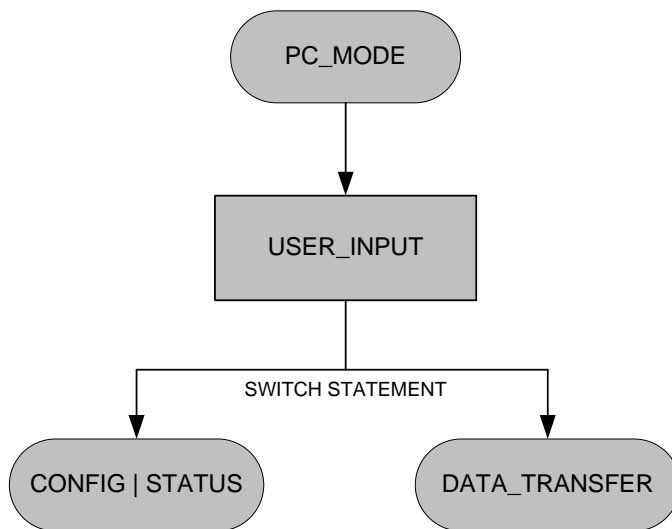 PC_MODE
USER_INPUT
SWITCH STATEMENT
CONFIG | STATUS
DATA_TRANSFER